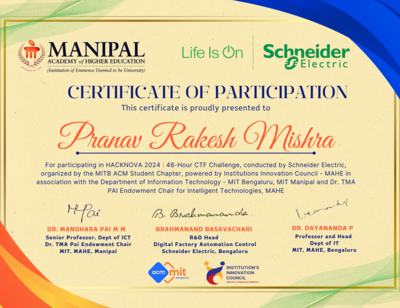 MANIPAL
ACADEMY of HIGHER EDUCATION
(Institution of Eminence Deemed to be University)
Life Is On
Schneider
Electric
CERTIFICATE OF PARTICIPATION
This certificate is proudly presented to
Pranav Rakesh Mishra
For participating in HACKNOVA 2024 : 48-Hour CTF Challenge, conducted by Schneider Electric,
organized by the MITB ACM Student Chapter, powered by Institutions Innovation Council - MAHE in
association with the Department of Information Technology - MIT Bengaluru, MIT Manipal and Dr. TMA
PAI Endowment Chair for Intelligent Technologies, MAHE
B. Brahmananda
DR. MANOHARA PAI M M
Senior Professor, Dept of ICT
Dr. TMA Pai Endowment Chair
MIT, MAHE, Manipal
BRAHMANAND BASAVACHARI
R&D Head
Digital Factory Automation Control
Schneider Electric, Bengaluru
DR. DAYANANDA P
Professor and Head
Dept of IT
MIT, MAHE, Bengaluru
acm mit
INSTITUTION'S
INNOVATION
COUNCIL